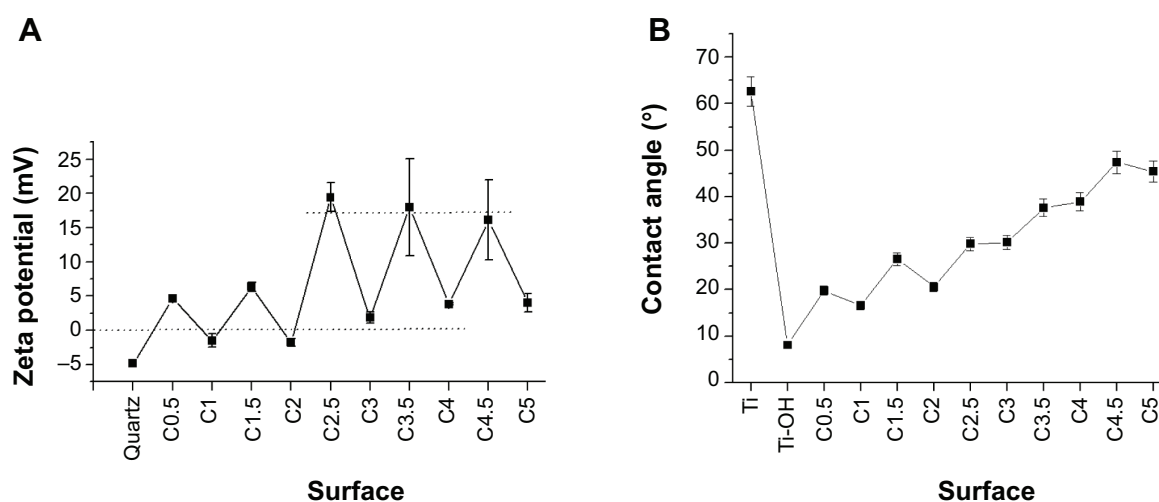 A
Zeta potential (mV)
25
20
15
10
5
0
–5
Quartz
C0.5
C1
C1.5
C2
C2.5
C3
C3.5
C4
C4.5
C5
Surface
B
Contact angle (º)
70
60
50
40
30
20
10
0
Ti
Ti-OH
C0.5
C1
C1.5
C2
C2.5
C3
C3.5
C4
C4.5
C5
Surface